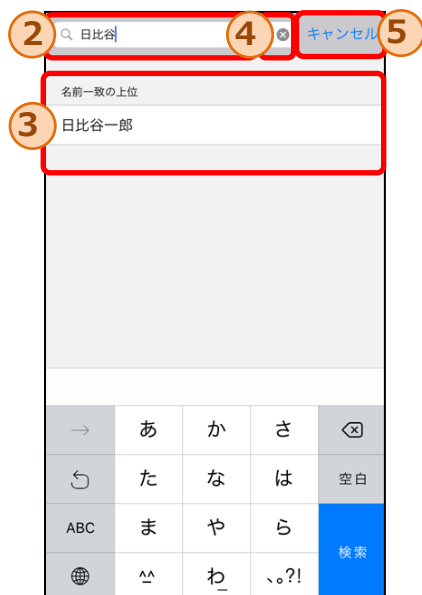 ② 日比谷 ④ キャンセル ⑤
名前一致の上位
③ 日比谷一郎
→ あ か さ
た な は 空白
ABC ま や ら
^^ わ_ 、。?! 検索